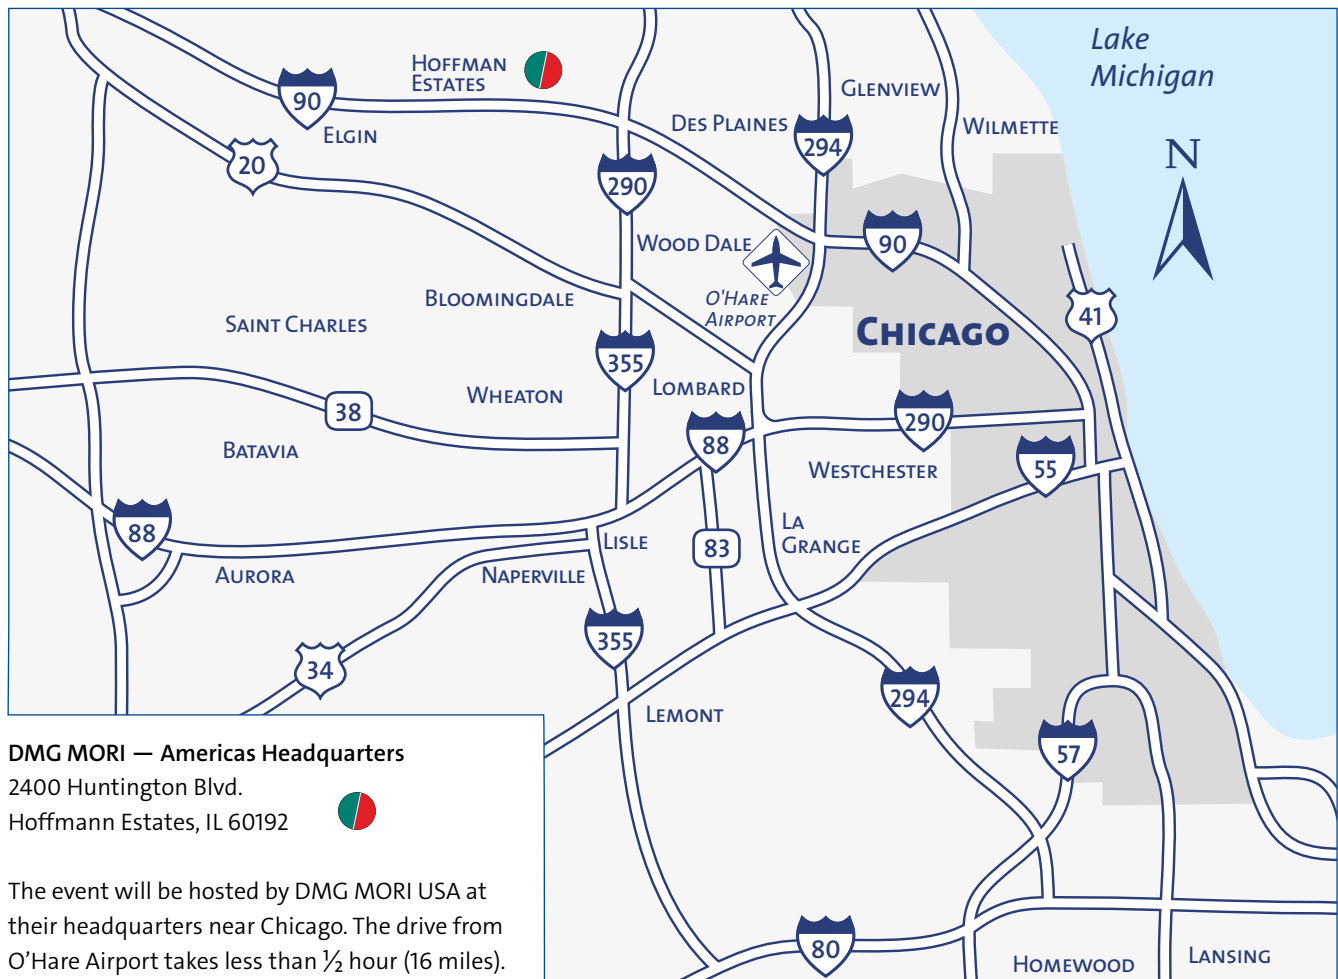 Lake
Michigan
HOFFMAN
ESTATES
GLENVIEW
90
DES PLAINES
WILMETTE
ELGIN
294
N
20
290
WOOD DALE
90
BLOOMINGDALE
O'HARE
AIRPORT
SAINT CHARLES
41
CHICAGO
355
WHEATON
LOMBARD
38
290
BATAVIA
88
WESTCHESTER
55
88
LA
GRANGE
LISLE
83
AURORA
NAPERVILLE
355
34
294
LEMONT
57
DMG MORI — Americas Headquarters
2400 Huntington Blvd.
Hoffmann Estates, IL 60192
The event will be hosted by DMG MORI USA at
their headquarters near Chicago. The drive from
O’Hare Airport takes less than ½ hour (16 miles).
80
HOMEWOOD
LANSING